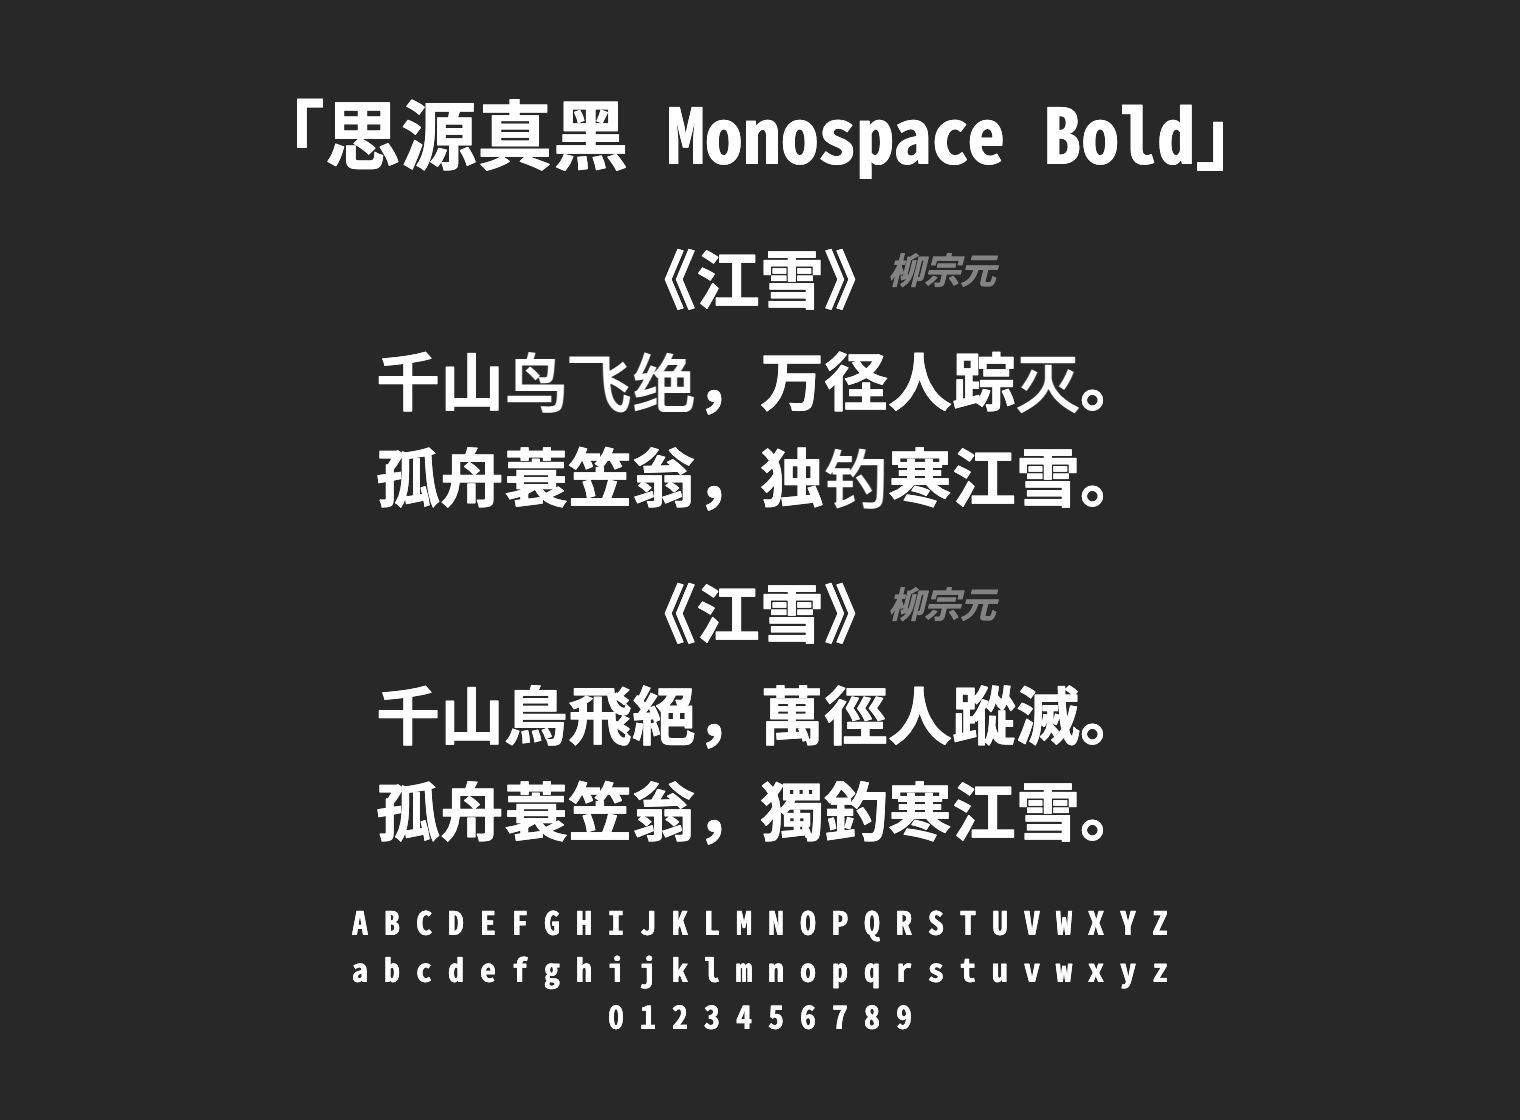 「思源真黑 Monospace Bold」
《江雪》 柳宗元
千山鸟飞绝，万径人踪灭。
孤舟蓑笠翁，独钓寒江雪。
《江雪》 柳宗元
千山鳥飛絕，萬徑人蹤滅。
孤舟蓑笠翁，獨釣寒江雪。
A B C D E F G H I J K L M N O P Q R S T U V W X Y Z
a b c d e f g h i j k l m n o p q r s t u v w x y z
0 1 2 3 4 5 6 7 8 9